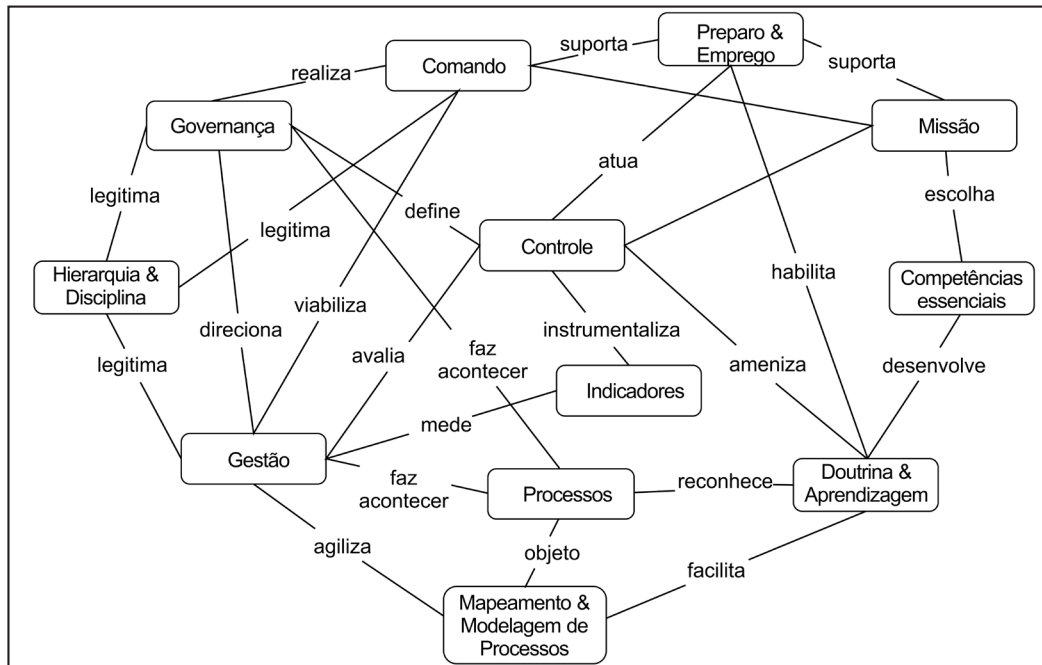 Preparo &
Emprego
suporta
Comando
suporta
realiza
Governança
Missão
atua
legitima
escolha
define
legitima
Controle
Hierarquia &
Disciplina
habilita
Competências
essenciais
viabiliza
direciona
instrumentaliza
avalia
faz
acontecer
legitima
ameniza
desenvolve
Indicadores
mede
Gestão
faz
acontecer
Processos
reconhece
Doutrina &
Aprendizagem
agiliza
objeto
facilita
Mapeamento &
Modelagem de
Processos